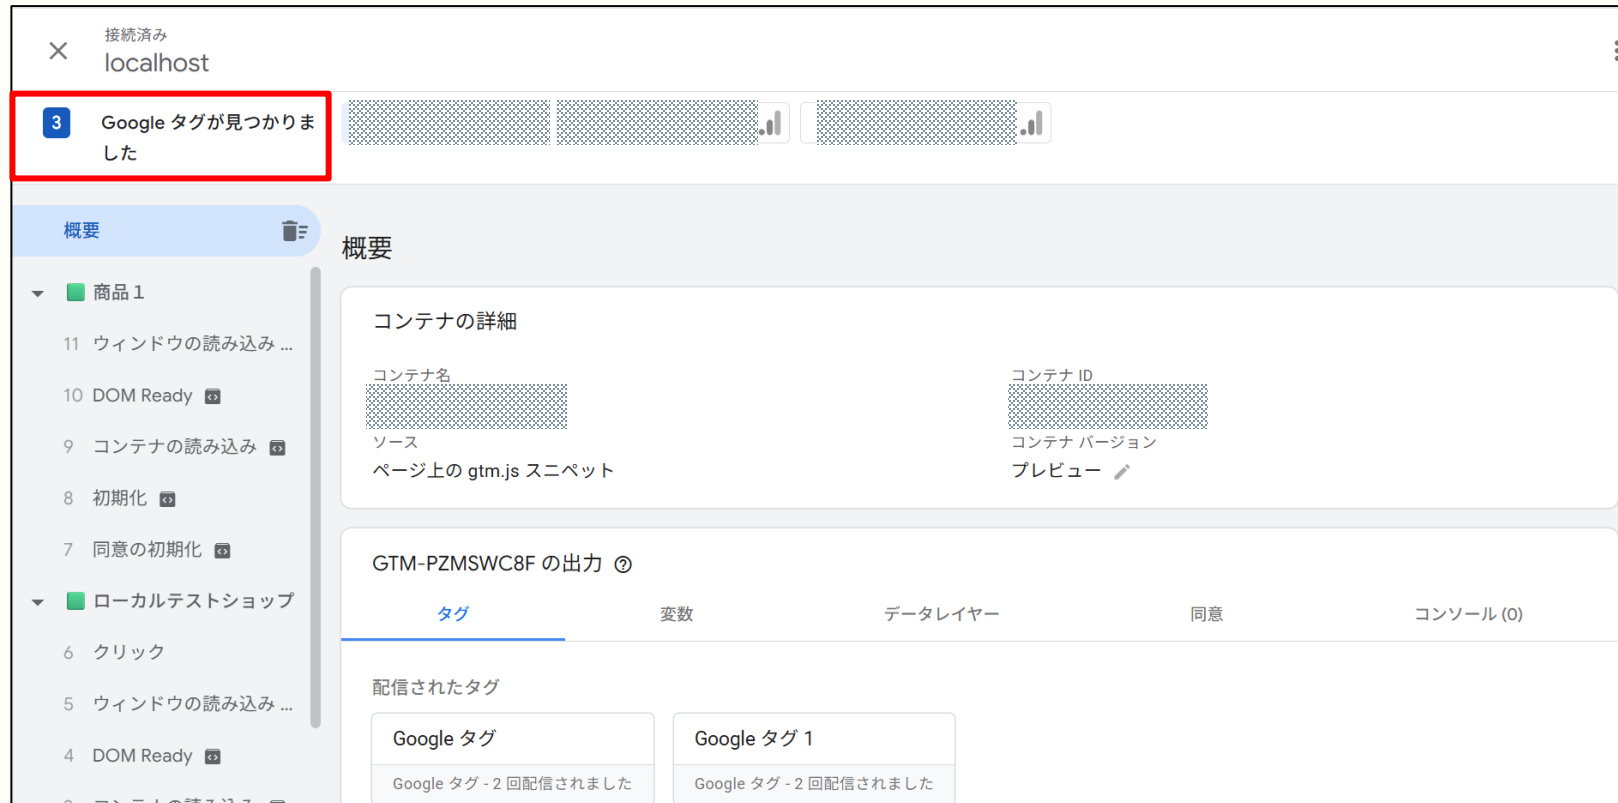 接続済み
localhost
3
Google タグが見つかりま
した
概要
商品１
11 ウィンドウの読み込み ...
10 DOM Ready
9 コンテナの読み込み
8 初期化
7 同意の初期化
ローカルテストショップ
6 クリック
5 ウィンドウの読み込み ...
4 DOM Ready
概要
コンテナの詳細
コンテナ名
コンテナ ID
ソース
コンテナ バージョン
ページ上の gtm.js スニペット
プレビュー
GTM-PZMSWC8F の出力
タグ 変数 データレイヤー 同意 コンソール (0)
配信されたタグ
Google タグ
Google タグ 1
Google タグ - 2 回配信されました
Google タグ - 2 回配信されました